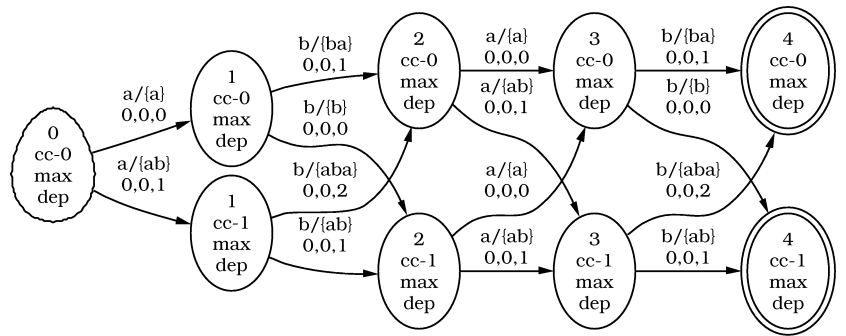 0
cc-0
max
dep
a/{a}
0,0,0
a/{ab}
0,0,1
1
cc-0
max
dep
1
cc-1
max
dep
b/{ba}
0,0,1
b/{b}
0,0,0
b/{aba}
0,0,2
b/{ab}
0,0,1
2
cc-0
max
dep
2
cc-1
max
dep
a/{a}
0,0,0
a/{ab}
0,0,1
a/{a}
0,0,0
a/{ab}
0,0,1
3
cc-0
max
dep
3
cc-1
max
dep
b/{ba}
0,0,1
b/{b}
0,0,0
b/{aba}
0,0,2
b/{ab}
0,0,1
4
cc-0
max
dep
4
cc-1
max
dep